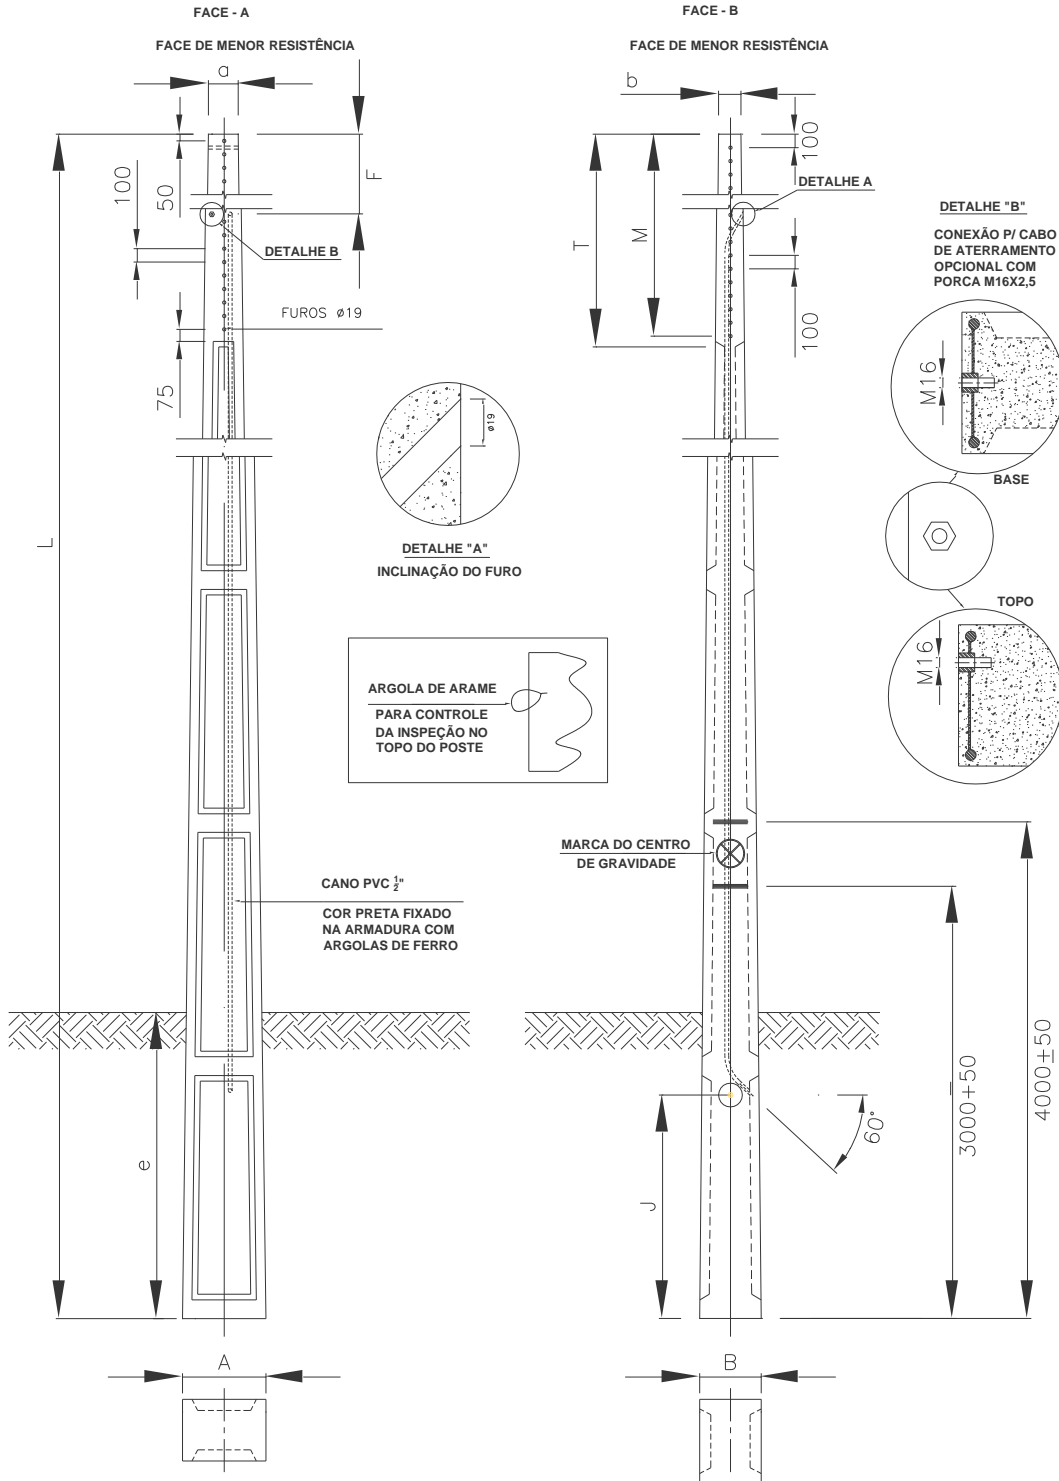 FACE - A
FACE DE MENOR RESISTÊNCIA
a
L
100
50
F
DETALHE B
FUROS ø19
75
CANO PVC 1/2"
COR PRETA FIXADO
NA ARMADURA COM
ARGOLAS DE FERRO
e
A
ø19
DETALHE "A"
INCLINAÇÃO DO FURO
ARGOLA DE ARAME
PARA CONTROLE
DA INSPEÇÃO NO
TOPO DO POSTE
FACE - B
FACE DE MENOR RESISTÊNCIA
b
100
DETALHE A
T
M
100
MARCA DO CENTRO
DE GRAVIDADE
J
60°
3000±50
4000±50
B
DETALHE "B"
CONEXÃO P/ CABO
DE ATERRAMENTO
OPCIONAL COM
PORCA M16X2,5
M16
BASE
TOPO
M16